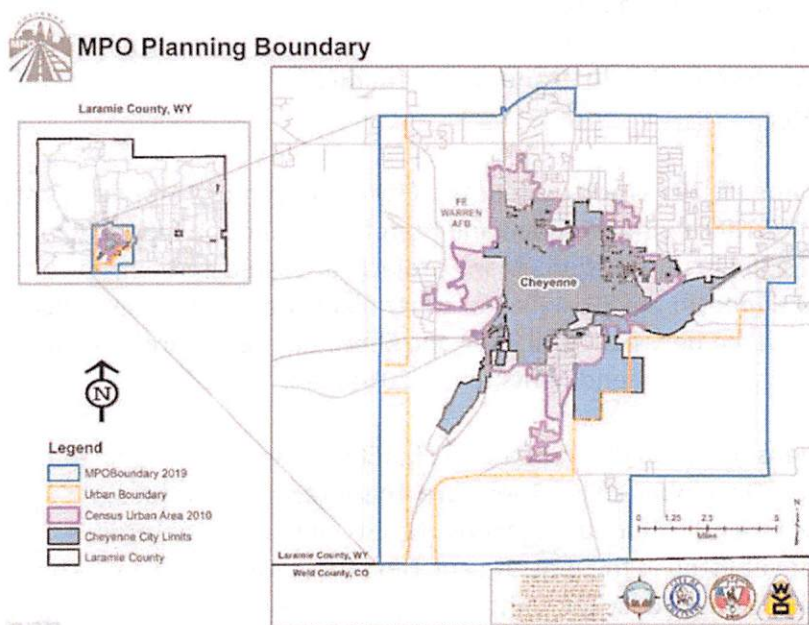 MPO
MPO Planning Boundary
Laramie County, WY
FE
WARREN
AFB
Cheyenne
N
Legend
MPOBoundary 2019
Urban Boundary
Census Urban Area 2010
Cheyenne City Limits
Laramie County
N
0 1.25 2.5 5
Miles
Laramie County, WY
Weld County, CO